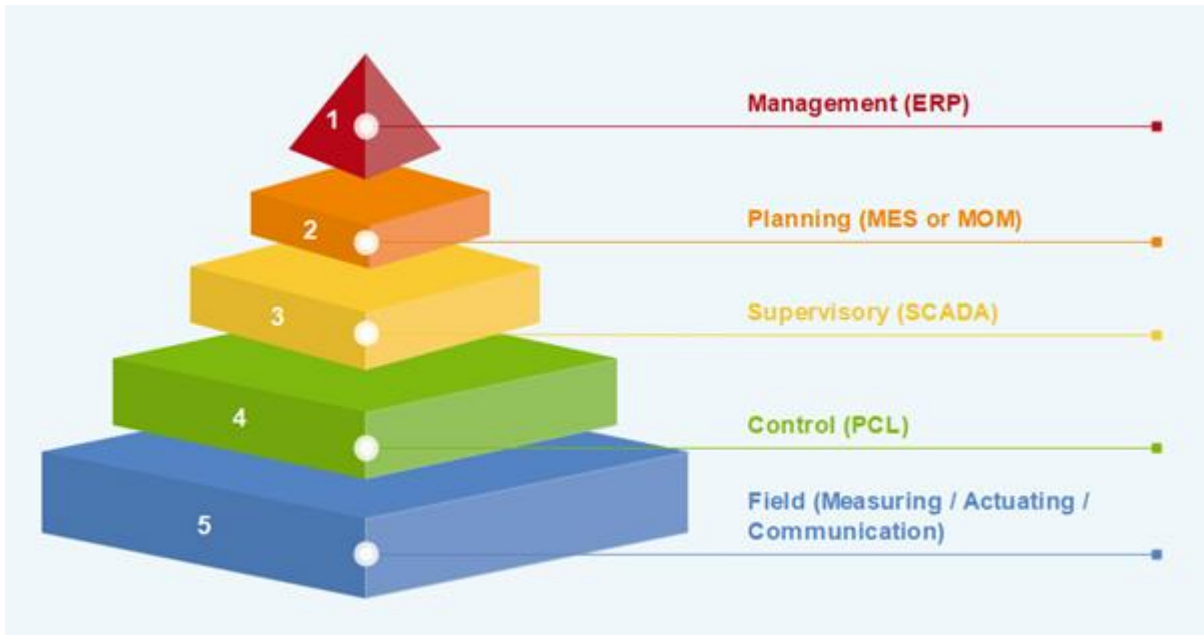 1
Management (ERP)
2
Planning (MES or MOM)
3
Supervisory (SCADA)
4
Control (PCL)
5
Field (Measuring / Actuating /
Communication)